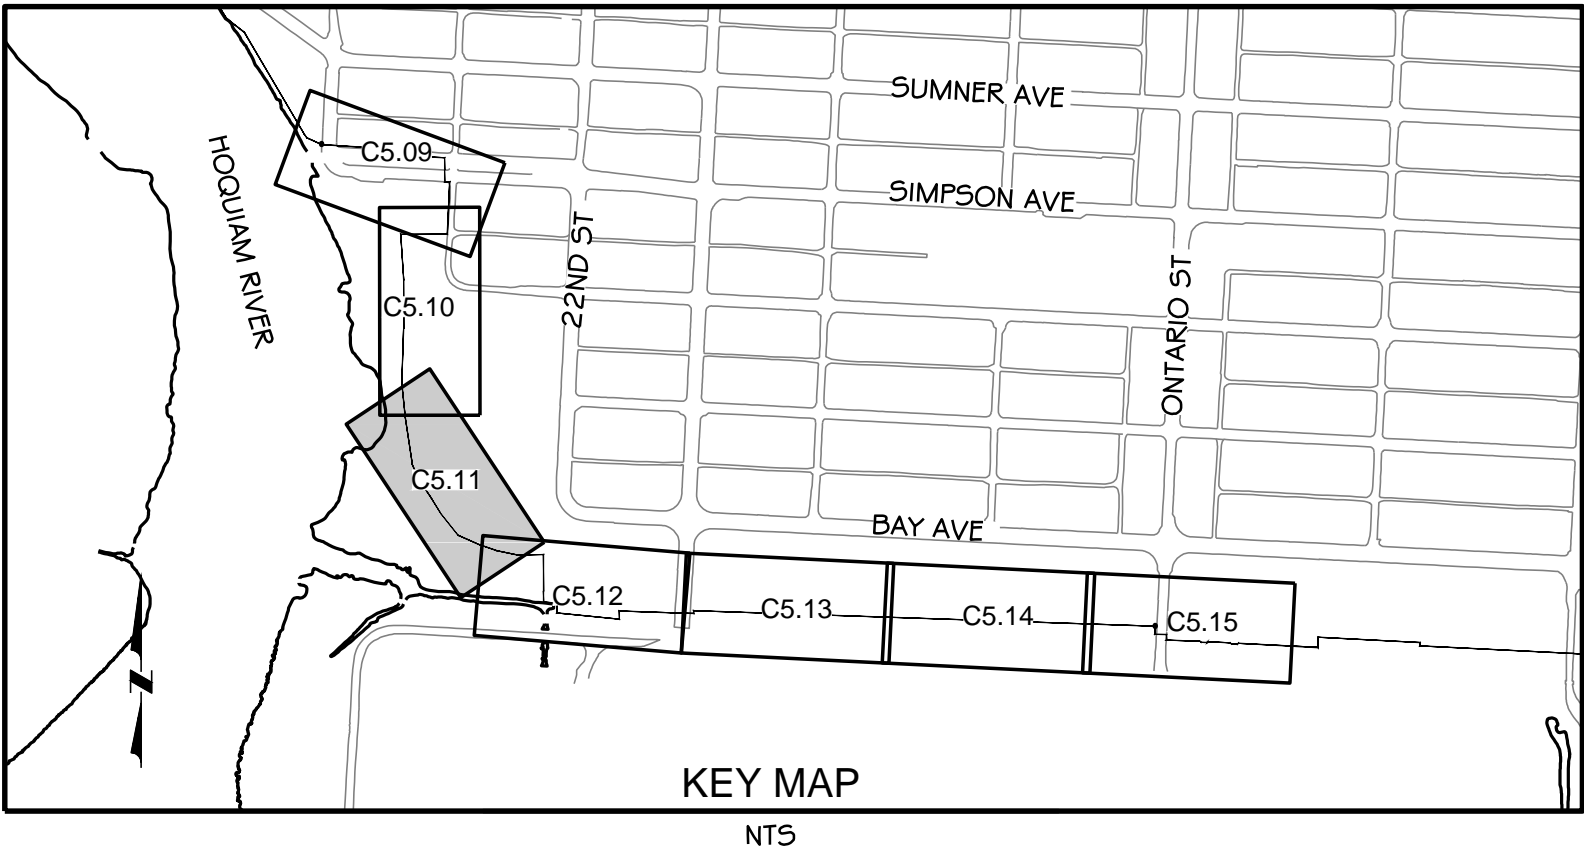 SUMNER AVE
C5.09
HOQUIAM RIVER
SIMPSON AVE
22ND ST
ONTARIO ST
C5.10
C5.11
BAY AVE
C5.12
C5.13
C5.14
C5.15
N
KEY MAP
NTS